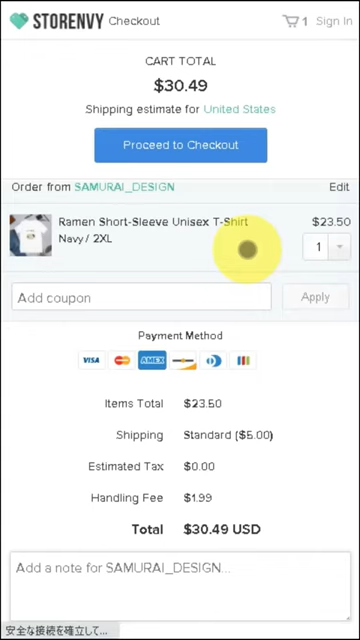 STORENVY Checkout 1 Sign In
CART TOTAL
$30.49
Shipping estimate for United States
Proceed to Checkout
Order from SAMURAI_DESIGN Edit
Ramen Short-Sleeve Unisex T-Shirt $23.50
Navy / 2XL 1
Add coupon Apply
Payment Method
VISA AMEX
Items Total $23.50
Shipping Standard ($5.00)
Estimated Tax $0.00
Handling Fee $1.99
Total $30.49 USD
Add a note for SAMURAI_DESIGN...
安全な接続を確立して...